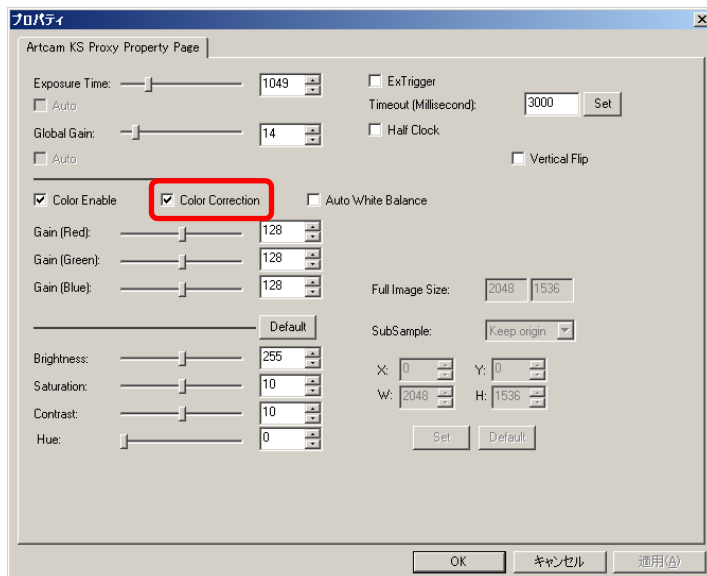 プロパティ
Artcam KS Proxy Property Page
Exposure Time: 1049
Auto
Global Gain: 14
Auto
ExTrigger
Timeout (Millisecond): 3000 Set
Half Clock
Vertical Flip
Color Enable Color Correction Auto White Balance
Gain (Red): 128
Gain (Green): 128
Gain (Blue): 128
Default
Brightness: 255
Saturation: 10
Contrast: 10
Hue: 0
Full Image Size: 2048 1536
SubSample: Keep origin
X: 0 Y: 0
W: 2048 H: 1536
Set Default
OK キャンセル 適用(A)